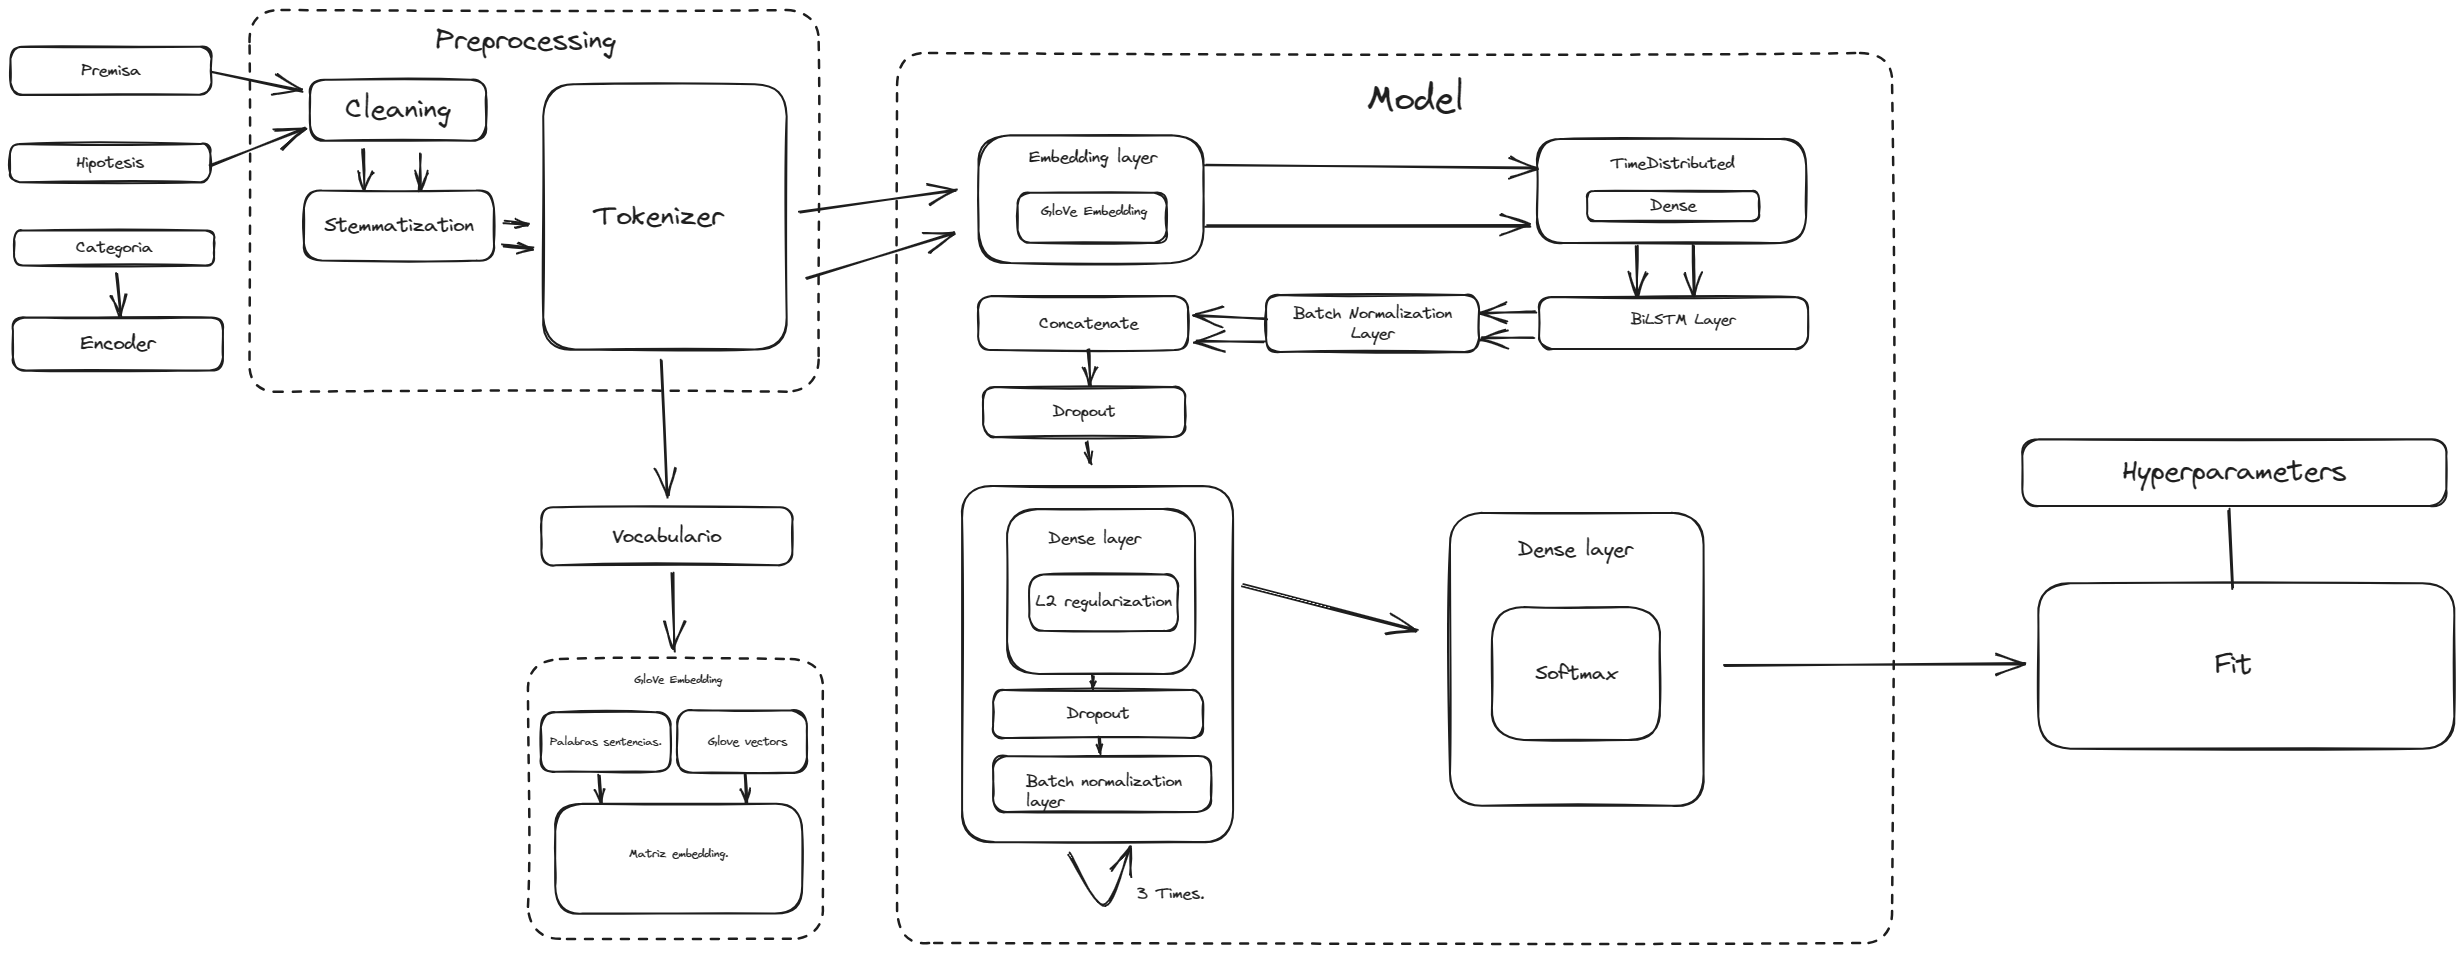 Premisa
Hipotesis
Categoria
Encoder
Preprocessing
Cleaning
Stemmatization
Tokenizer
Vocabulario
GloVe Embedding
Palabras sentencias.
Glove vectors
Matriz embedding.
Model
Embedding layer
GloVe Embedding
TimeDistributed
Dense
BiLSTM Layer
Batch Normalization
Layer
Concatenate
Dropout
Dense layer
L2 regularization
Dropout
Batch normalization
layer
3 Times.
Dense layer
Softmax
Hyperparameters
Fit